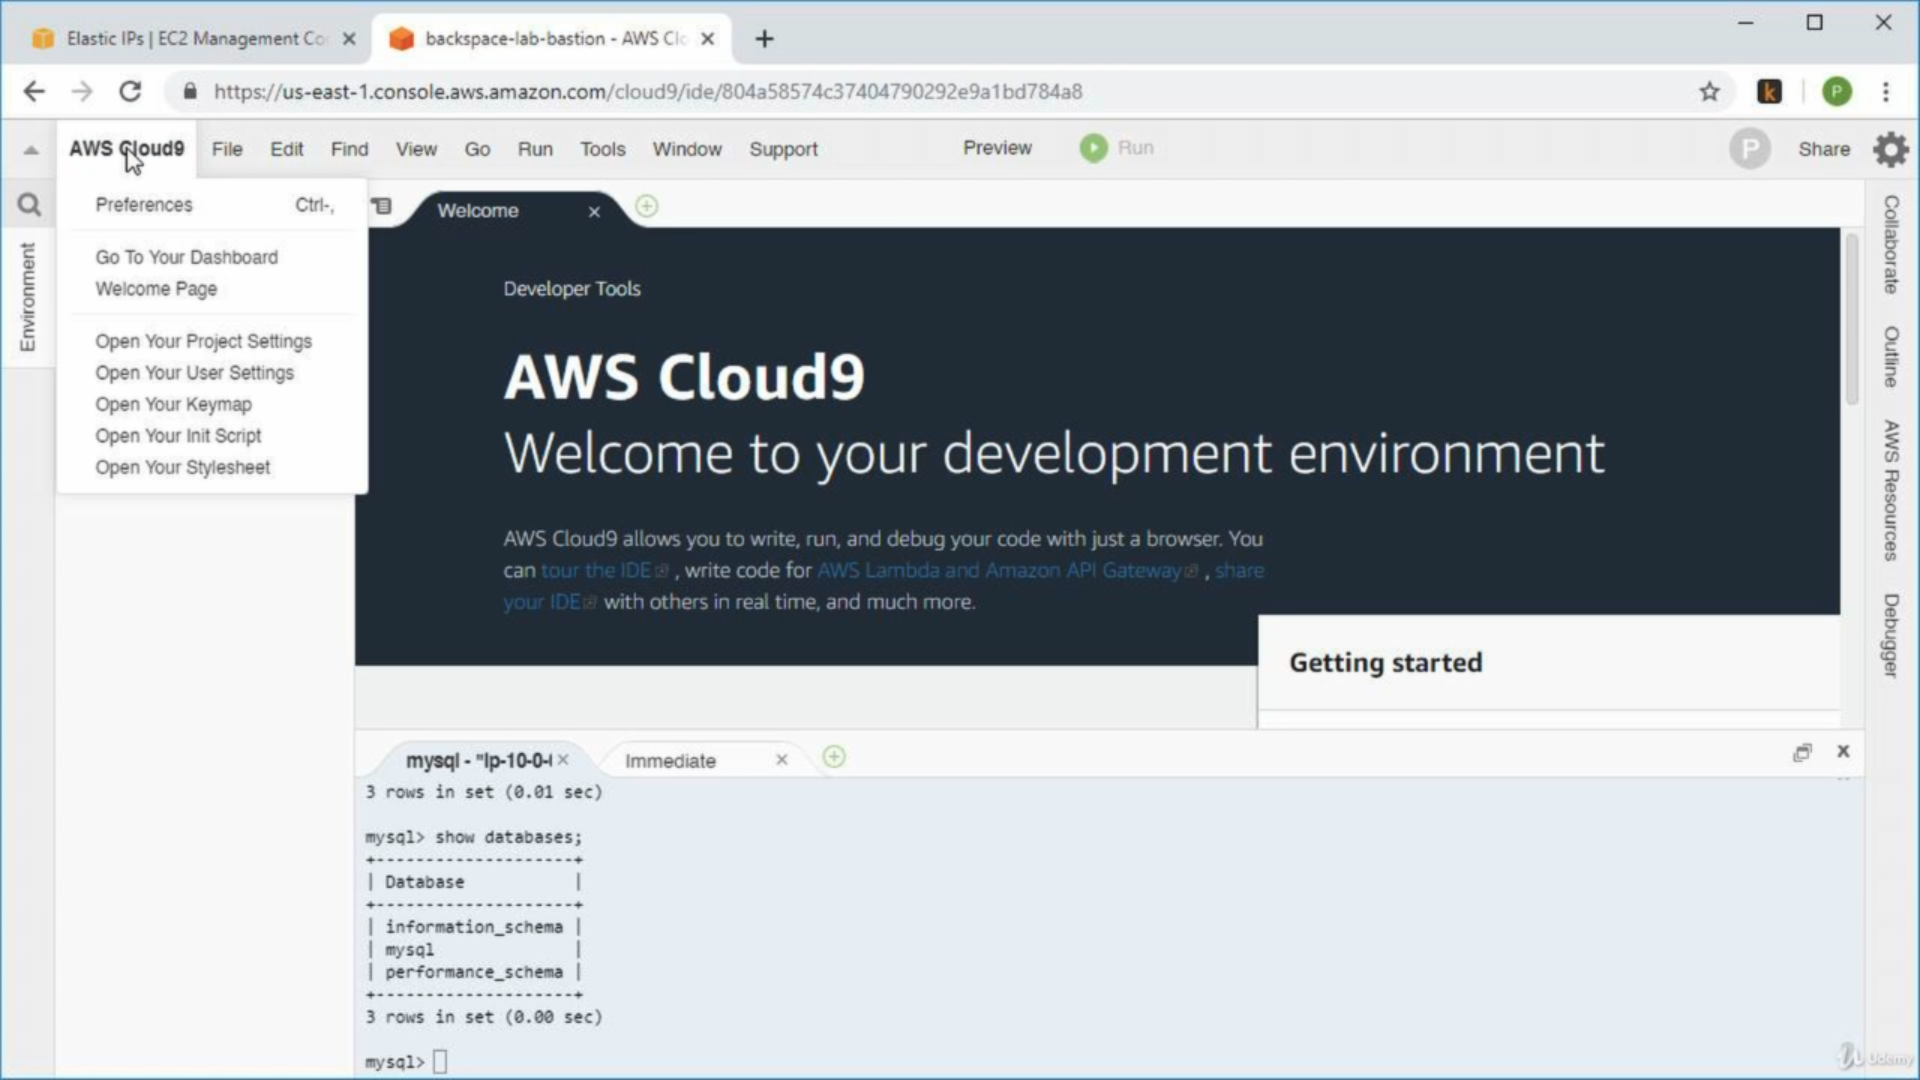 Elastic IPs | EC2 Management Co
backspace-lab-bastion - AWS Clo
https://us-east-1.console.aws.amazon.com/cloud9/ide/804a58574c37404790292e9a1bd784a8
k
P
AWS Cloud9 File Edit Find View Go Run Tools Window Support Preview Run P Share
Preferences Ctrl-,
Go To Your Dashboard
Welcome Page
Open Your Project Settings
Open Your User Settings
Open Your Keymap
Open Your Init Script
Open Your Stylesheet
Environment
Welcome
Developer Tools
AWS Cloud9
Welcome to your development environment
AWS Cloud9 allows you to write, run, and debug your code with just a browser. You
can tour the IDE , write code for AWS Lambda and Amazon API Gateway , share
your IDE with others in real time, and much more.
Getting started
Collaborate
Outline
AWS Resources
Debugger
mysql - "ip-10-0-
Immediate
3 rows in set (0.01 sec)
mysql> show databases;
+--------------------+
| Database           |
+--------------------+
| information_schema |
| mysql              |
| performance_schema |
+--------------------+
3 rows in set (0.00 sec)
mysql>
Udemy